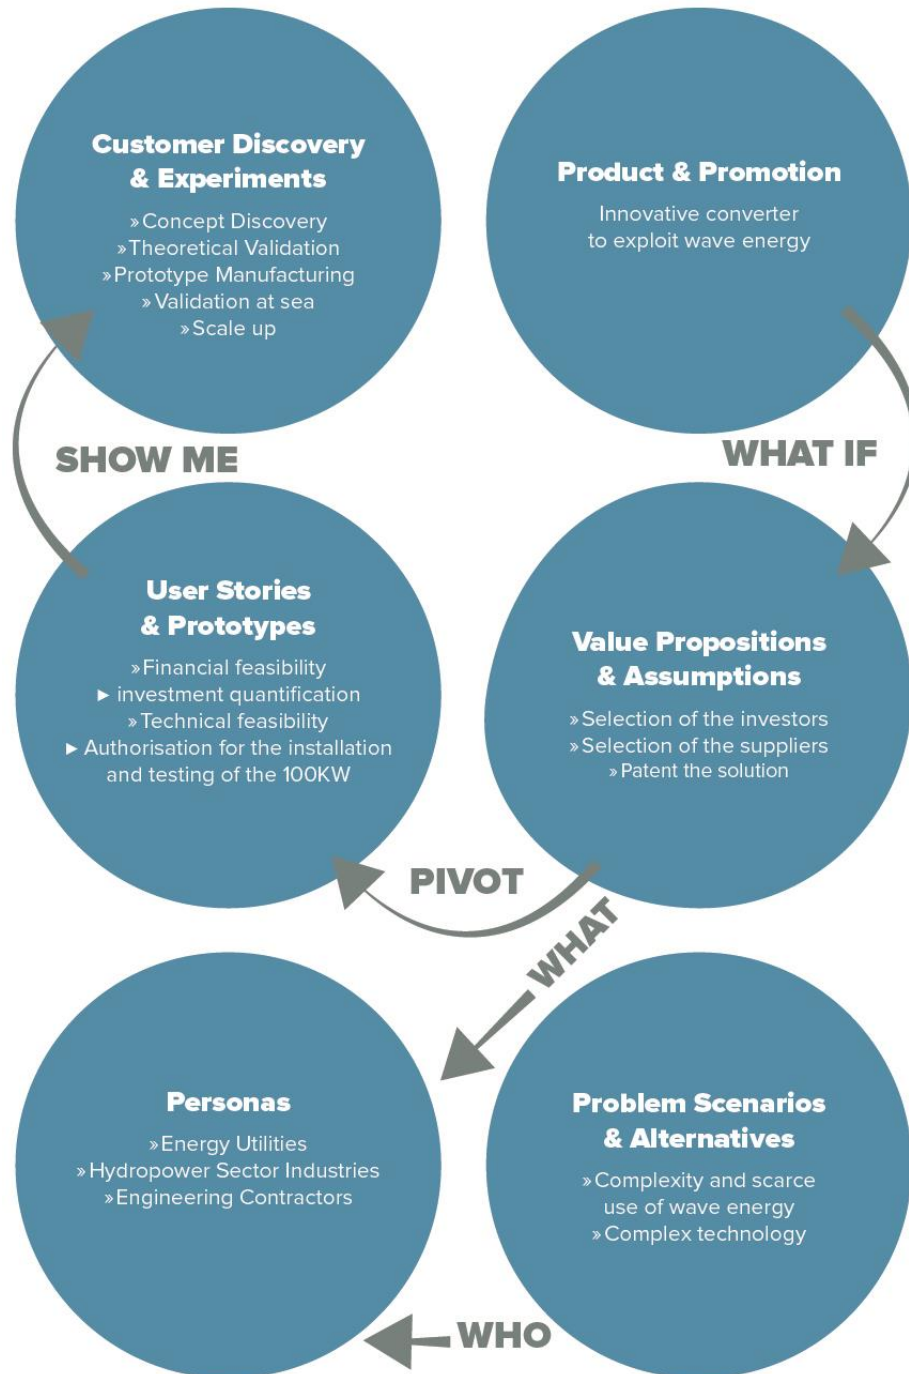 Customer Discovery
& Experiments
»Concept Discovery
»Theoretical Validation
»Prototype Manufacturing
»Validation at sea
»Scale up
Product & Promotion
Innovative converter
to exploit wave energy
SHOW ME
WHAT IF
User Stories
& Prototypes
»Financial feasibility
► investment quantification
»Technical feasibility
► Authorisation for the installation
and testing of the 100KW
Value Propositions
& Assumptions
»Selection of the investors
»Selection of the suppliers
»Patent the solution
PIVOT
WHAT
Personas
»Energy Utilities
»Hydropower Sector Industries
»Engineering Contractors
Problem Scenarios
& Alternatives
»Complexity and scarce
use of wave energy
»Complex technology
WHO